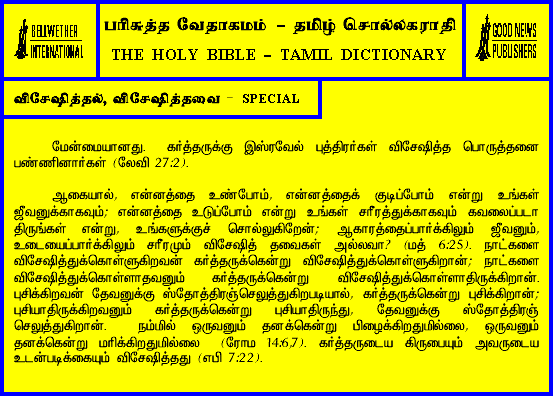 BELLWETHER
INTERNATIONAL
பரிசுத்த வேதாகமம் – தமிழ் சொல்லகராதி
THE HOLY BIBLE – TAMIL DICTIONARY
GOOD NEWS
PUBLISHERS
விசேஷித்தல், விசேஷித்தவை – SPECIAL
மேன்மையானது. கர்த்தருக்கு இஸ்ரவேல் புத்திரர்கள் விசேஷித்த பொருத்தனை
பண்ணினார்கள் (லேவி 27:2).
ஆகையால், என்னத்தை உண்போம், என்னத்தைக் குடிப்போம் என்று உங்கள்
ஜீவனுக்காகவும்; என்னத்தை உடுப்போம் என்று உங்கள் சரீரத்துக்காகவும் கவலைப்படா
திருங்கள் என்று, உங்களுக்குச் சொல்லுகிறேன்; ஆகாரத்தைப்பார்க்கிலும் ஜீவனும்,
உடையைப்பார்க்கிலும் சரீரமும் விசேஷித் தவைகள் அல்லவா? (மத் 6:25). நாட்களை
விசேஷித்துக்கொள்ளுகிறவன் கர்த்தருக்கென்று விசேஷித்துக்கொள்ளுகிறான்; நாட்களை
விசேஷித்துக்கொள்ளாதவனும் கர்த்தருக்கென்று விசேஷித்துக்கொள்ளாதிருக்கிறான்.
புசிக்கிறவன் தேவனுக்கு ஸ்தோத்திரஞ்செலுத்துகிறபடியால், கர்த்தருக்கென்று புசிக்கிறான்;
புசியாதிருக்கிறவனும் கர்த்தருக்கென்று புசியாதிருந்து, தேவனுக்கு ஸ்தோத்திரஞ்
செலுத்துகிறான். நம்மில் ஒருவனும் தனக்கென்று பிழைக்கிறதுமில்லை, ஒருவனும்
தனக்கென்று மரிக்கிறதுமில்லை (ரோம 14:6,7). கர்த்தருடைய கிருபையும் அவருடைய
உடன்படிக்கையும் விசேஷித்தது (எபி 7:22).